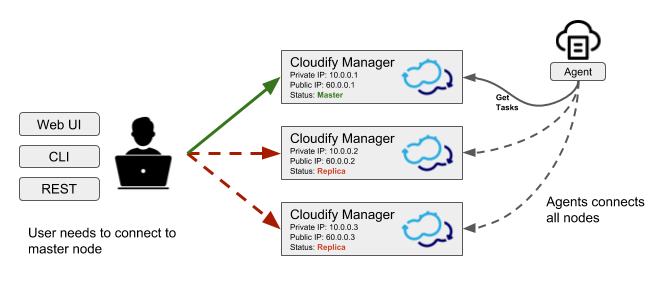 Web UI
CLI
REST
User needs to connect to
master node
Cloudify Manager
Private IP: 10.0.0.1
Public IP: 60.0.0.1
Status: Master
Cloudify Manager
Private IP: 10.0.0.2
Public IP: 60.0.0.2
Status: Replica
Cloudify Manager
Private IP: 10.0.0.3
Public IP: 60.0.0.3
Status: Replica
Get
Tasks
Agent
Agents connects
all nodes